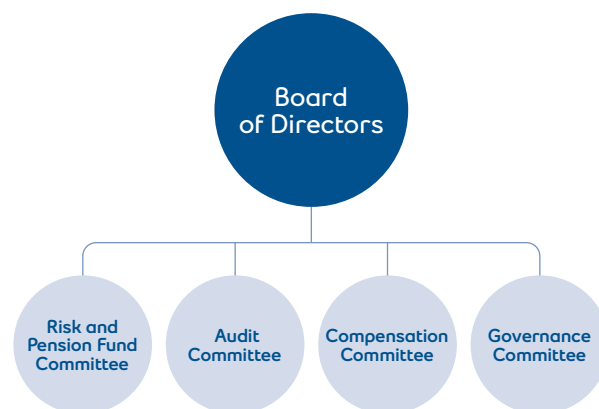 Board
of Directors
Risk and
Pension Fund
Committee
Audit
Committee
Compensation
Committee
Governance
Committee